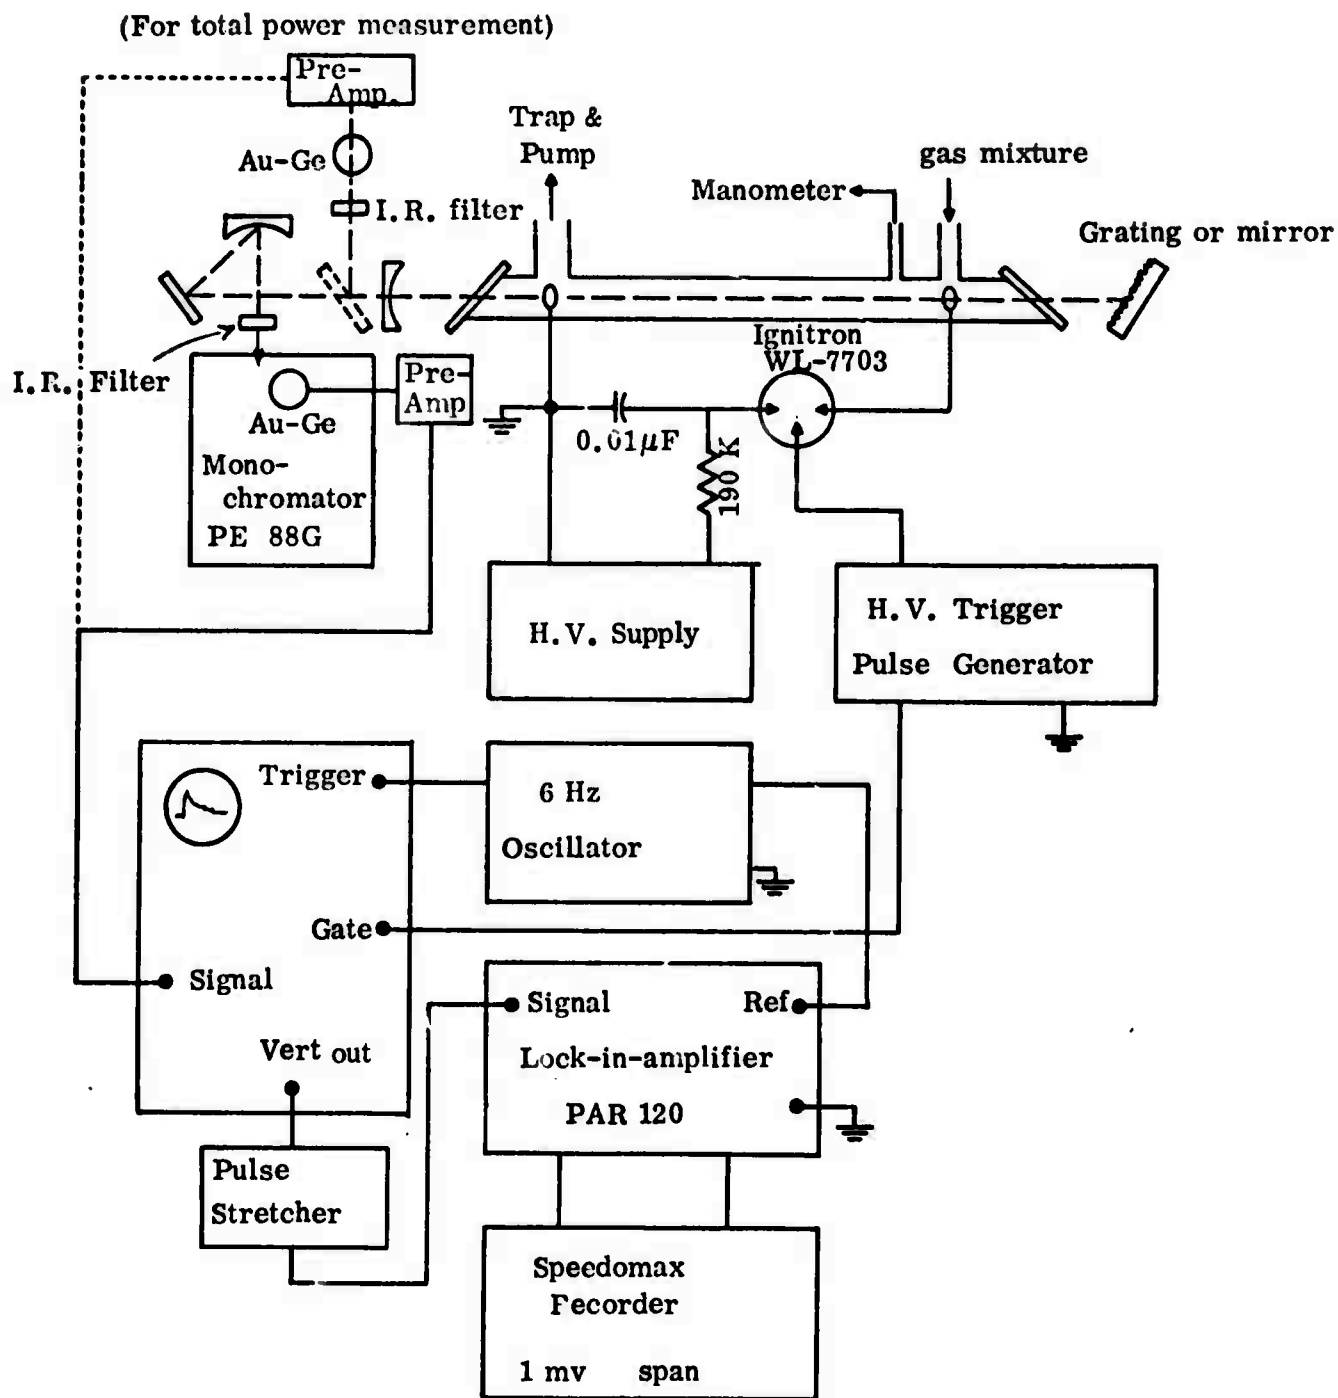 (For total power measurement)
Pre-
Amp.
Trap &
Pump
Au-Ge
gas mixture
Manometer
I.R. filter
Grating or mirror
Ignitron
WL-7703
I.R. Filter
Pre-
Amp
Au-Ge
0.01μF
190 K
Mono-
chromator
PE 88G
H.V. Supply
H.V. Trigger
Pulse Generator
Trigger
6 Hz
Oscillator
Gate
Signal
Signal
Ref
Vert out
Lock-in-amplifier
PAR 120
Pulse
Stretcher
Speedomax
Fecorder
1 mv span